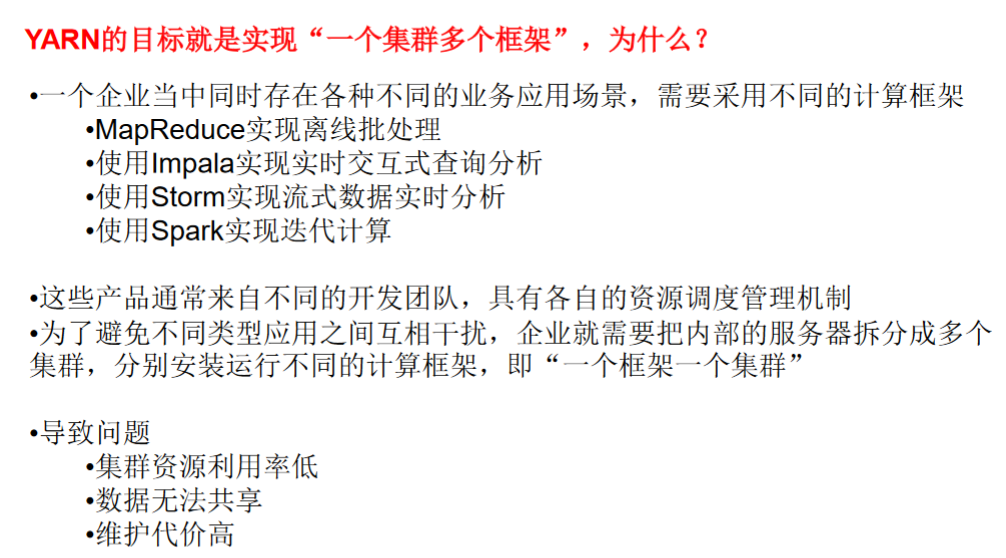 YARN的目标就是实现“一个集群多个框架”，为什么？
•一个企业当中同时存在各种不同的业务应用场景，需要采用不同的计算框架
•MapReduce实现离线批处理
•使用Impala实现实时交互式查询分析
•使用Storm实现流式数据实时分析
•使用Spark实现迭代计算
•这些产品通常来自不同的开发团队，具有各自的资源调度管理机制
•为了避免不同类型应用之间互相干扰，企业就需要把内部的服务器拆分成多个
集群，分别安装运行不同的计算框架，即“一个框架一个集群”
•导致问题
•集群资源利用率低
•数据无法共享
•维护代价高